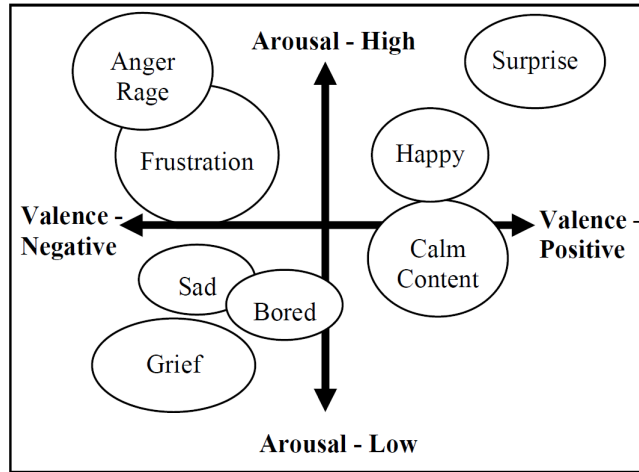 Anger
Rage
Arousal - High
Surprise
Frustration
Happy
Valence -
Negative
Valence -
Positive
Calm
Content
Sad
Bored
Grief
Arousal - Low